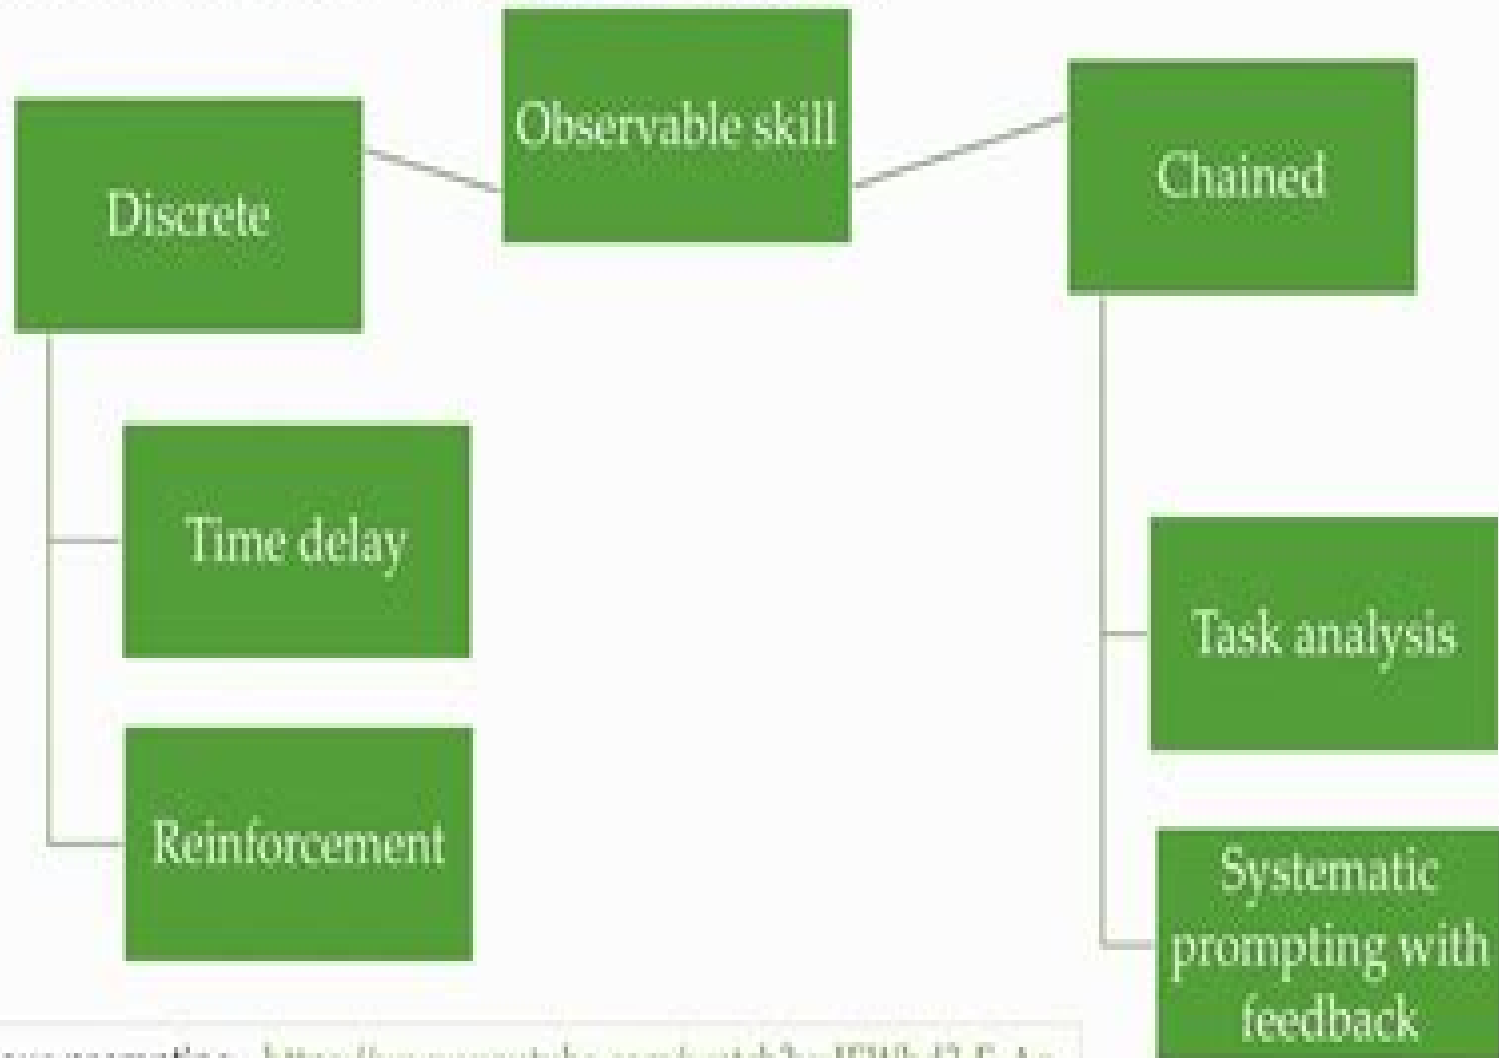 Observable skill
Discrete
Time delay
Reinforcement
Chained
Task analysis
Systematic
prompting with
feedback